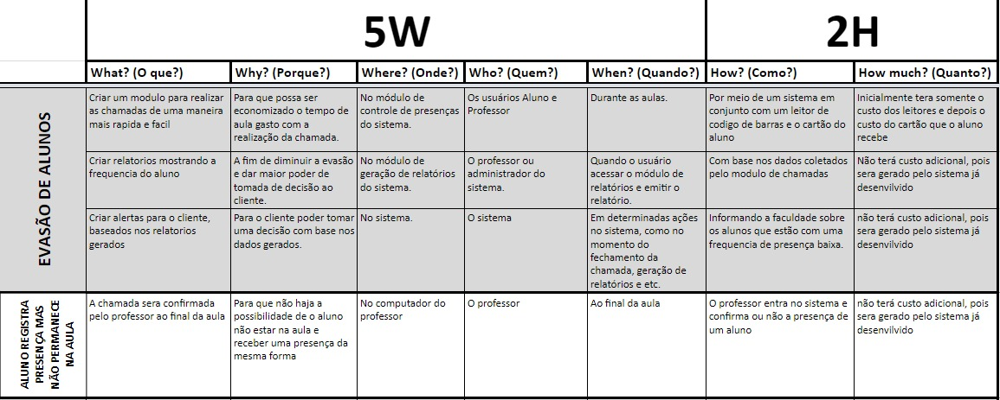 5W
2H
What? (O que?)
Why? (Porque?)
Where? (Onde?)
Who? (Quem?)
When? (Quando?)
How? (Como?)
How much? (Quanto?)
EVASÃO DE ALUNOS
Criar um modulo para realizar
as chamadas de uma maneira
mais rapida e facil
Para que possa ser
economizado o tempo de
aula gasto com a
realização da chamada.
No módulo de
controle de presenças
do sistema.
Os usuários Aluno e
Professor
Durante as aulas.
Por meio de um sistema em
conjunto com um leitor de
codigo de barras e o cartão do
aluno
Inicialmente tera somente o
custo dos leitores e depois o
custo do cartão que o aluno
recebe
Criar relatorios mostrando a
frequencia do aluno
A fim de diminuir a evasão
e dar maior poder de
tomada de decisão ao
cliente.
No módulo de
geração de relatórios
do sistema.
O professor ou
administrador do
sistema.
Quando o usuário
acessar o módulo de
relatórios e emitir o
relatório.
Com base nos dados coletados
pelo modulo de chamadas
Não terá custo adicional, pois
sera gerado pelo sistema já
desenvilvido
Criar alertas para o cliente,
baseados nos relatorios
gerados
Para o cliente poder tomar
uma decisão com base nos
dados gerados.
No sistema.
O sistema
Em determinadas ações
no sistema, como no
momento do
fechamento da
chamada, geração de
relatórios e etc.
Informando a faculdade sobre
os alunos que estão com uma
frequencia de presença baixa.
não terá custo adicional, pois
sera gerado pelo sistema já
desenvilvido
ALUNO REGISTRA
PRESENÇA MAS
NÃO PERMANECE
NA AULA
A chamada sera confirmada
pelo professor ao final da aula
Para que não haja a
possibilidade de o aluno
não estar na aula e
receber uma presença da
mesma forma
No computador do
professor
O professor
Ao final da aula
O professor entra no sistema e
confirma ou não a presença de
um aluno
não terá custo adicional, pois
sera gerado pelo sistema já
desenvilvido